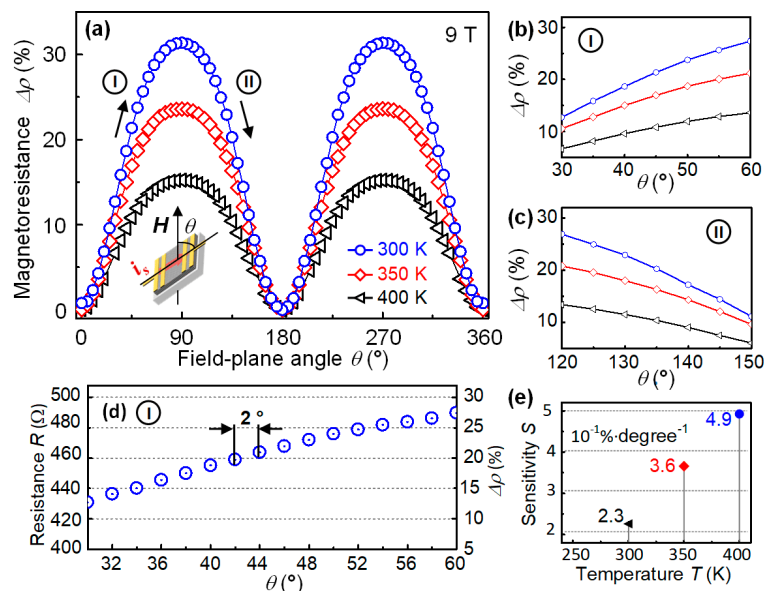 (a)
9 T
Magnetoresistance Δρ (%)
30
25
20
15
10
5
0
I
II
H
θ
i_s
300 K
350 K
400 K
0 90 180 270 360
Field-plane angle θ (°)
(b)
I
Δρ (%)
30
20
10
30 40 50 60
θ (°)
(c)
II
Δρ (%)
30
20
10
120 130 140 150
θ (°)
(d)
I
2 °
Resistance R (Ω)
500
480
460
440
420
400
30
25
20
15
10
5
Δρ (%)
32 36 40 44 48 52 56 60
θ (°)
(e)
10⁻¹%·degree⁻¹
Sensitivity S
5
4
3
2
4.9
3.6
2.3
240 300 350 400
Temperature T (K)